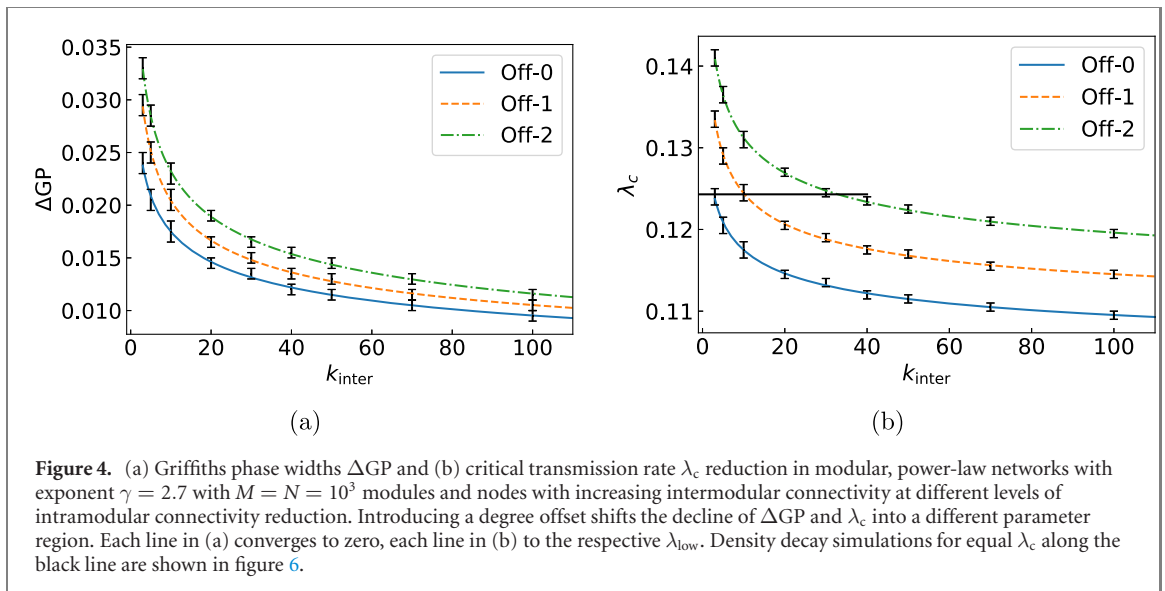 0.035
0.030
0.025
0.020
0.015
0.010
ΔGP
0 20 40 60 80 100
k_inter
Off-0
Off-1
Off-2
(a)
0.14
0.13
0.12
0.11
λ_c
0 20 40 60 80 100
k_inter
Off-0
Off-1
Off-2
(b)
Figure 4. (a) Griffiths phase widths ΔGP and (b) critical transmission rate λ_c reduction in modular, power-law networks with
exponent γ = 2.7 with M = N = 10³ modules and nodes with increasing intermodular connectivity at different levels of
intramodular connectivity reduction. Introducing a degree offset shifts the decline of ΔGP and λ_c into a different parameter
region. Each line in (a) converges to zero, each line in (b) to the respective λ_low. Density decay simulations for equal λ_c along the
black line are shown in figure 6.